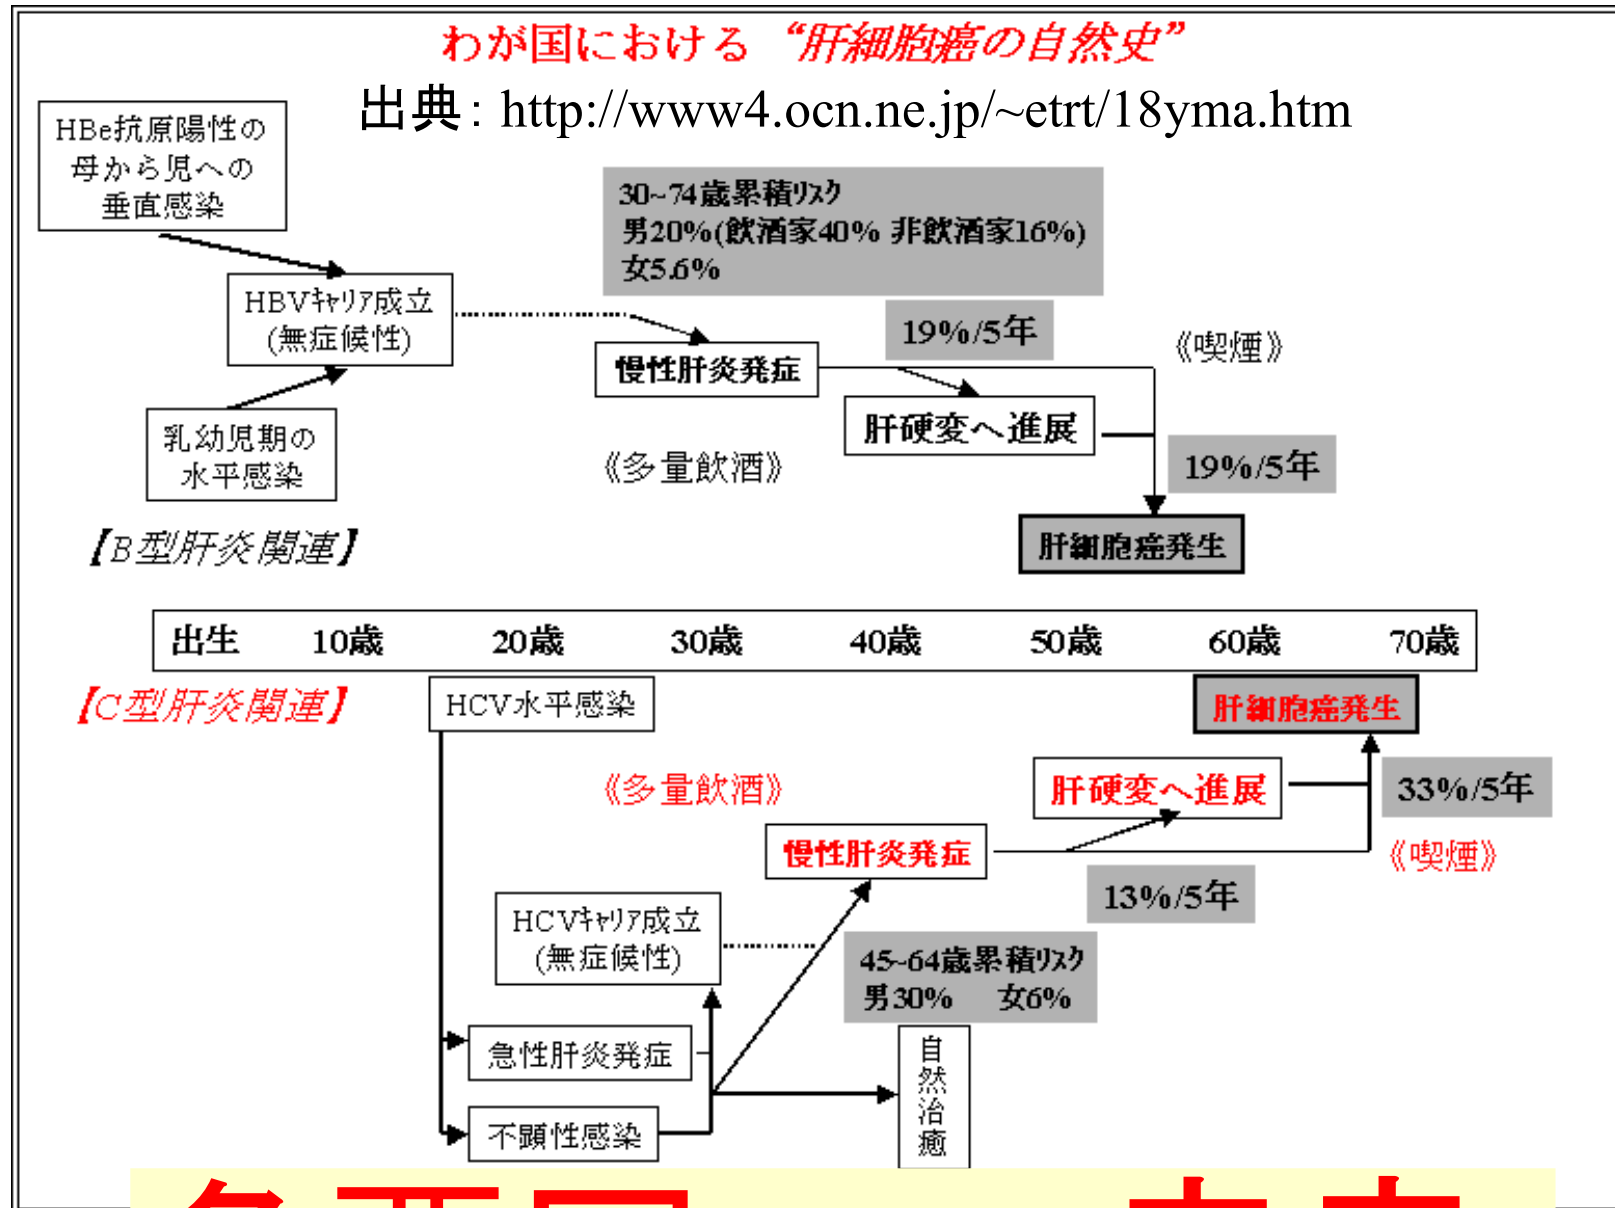 わが国における “肝細胞癌の自然史”
出典：http://www4.ocn.ne.jp/~etrt/18yma.htm
HBe抗原陽性の
母から児への
垂直感染
30~74歳累積ﾘｽｸ
男20%(飲酒家40% 非飲酒家16%)
女5.6%
HBVｷｬﾘｱ成立
(無症候性)
19%/5年
《喫煙》
慢性肝炎発症
肝硬変へ進展
乳幼児期の
水平感染
《多量飲酒》
19%/5年
【B型肝炎関連】
肝細胞癌発生
出生 10歳 20歳 30歳 40歳 50歳 60歳 70歳
【C型肝炎関連】
HCV水平感染
肝細胞癌発生
《多量飲酒》
肝硬変へ進展
33%/5年
慢性肝炎発症
《喫煙》
13%/5年
HCVｷｬﾘｱ成立
(無症候性)
45~64歳累積ﾘｽｸ
男30% 女6%
急性肝炎発症
自然治癒
不顕性感染